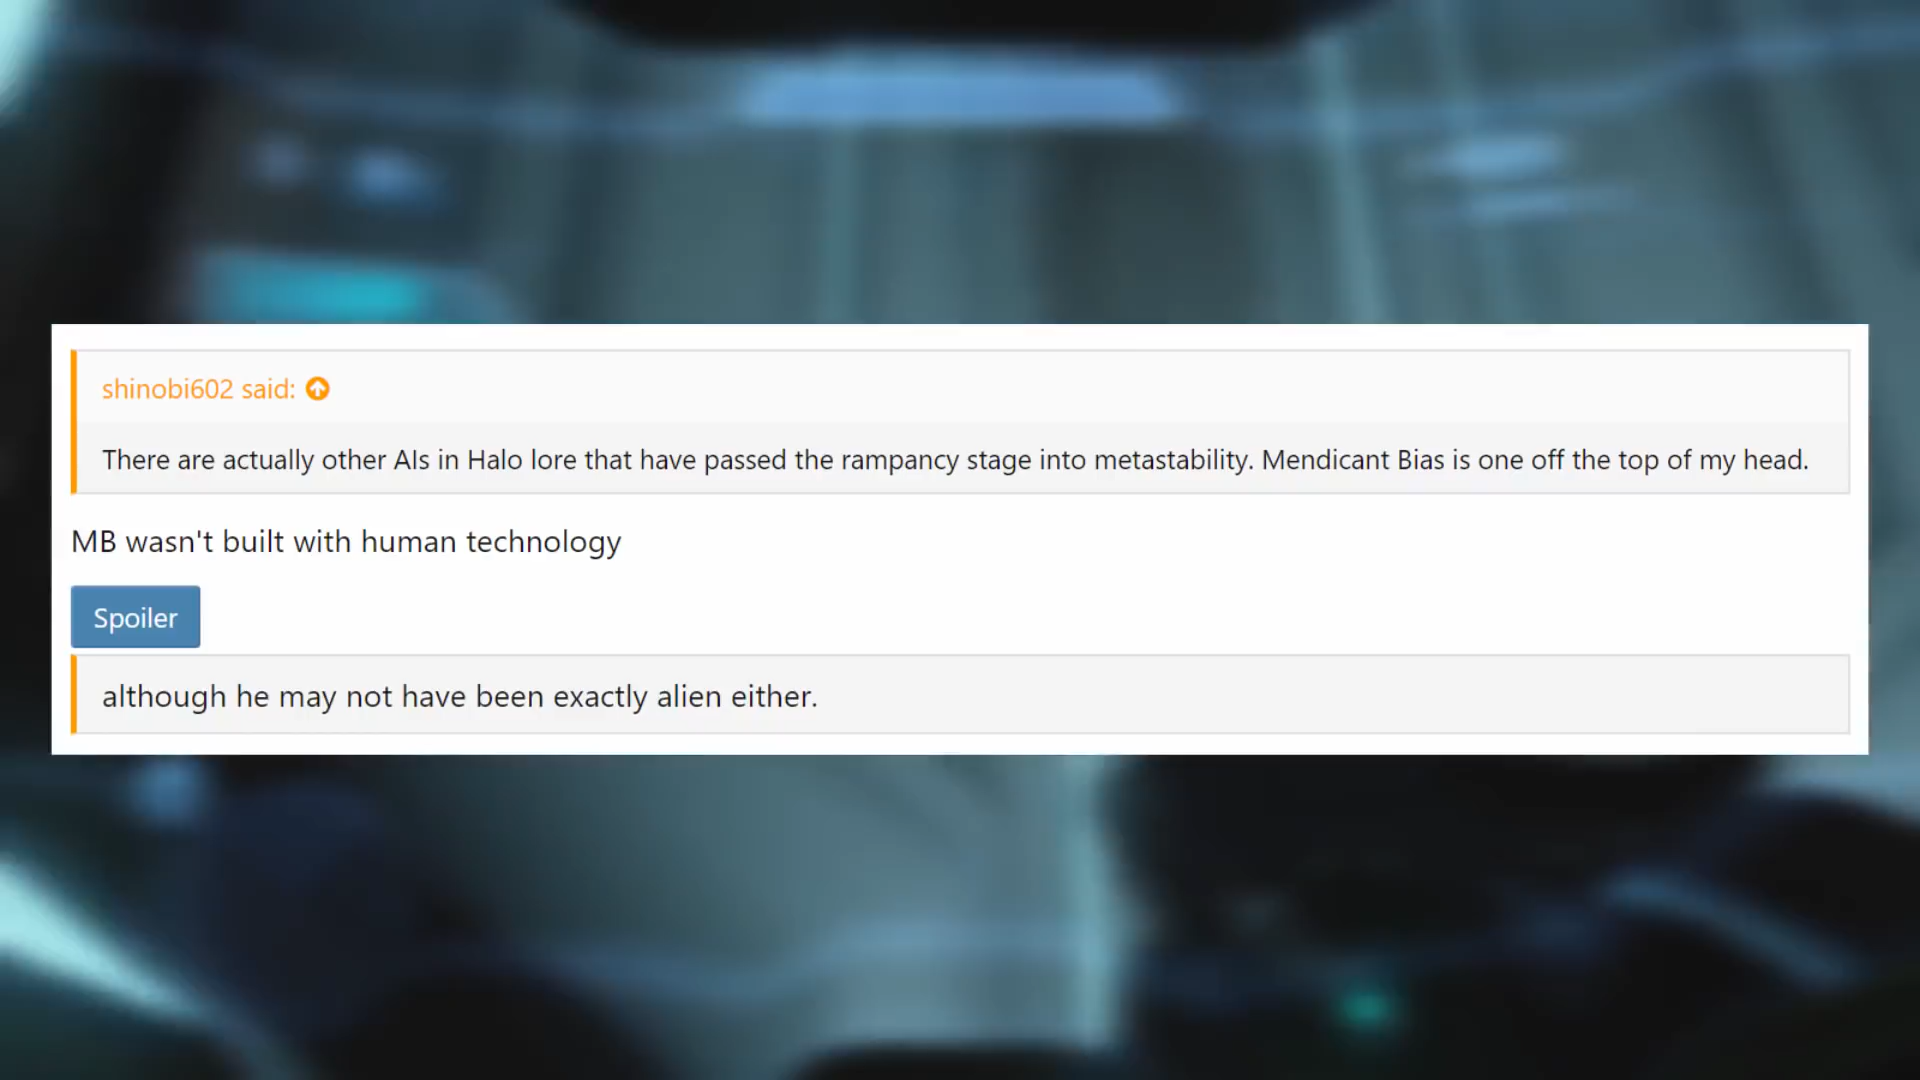 shinobi602 said:
There are actually other AIs in Halo lore that have passed the rampancy stage into metastability. Mendicant Bias is one off the top of my head.
MB wasn't built with human technology
Spoiler
although he may not have been exactly alien either.